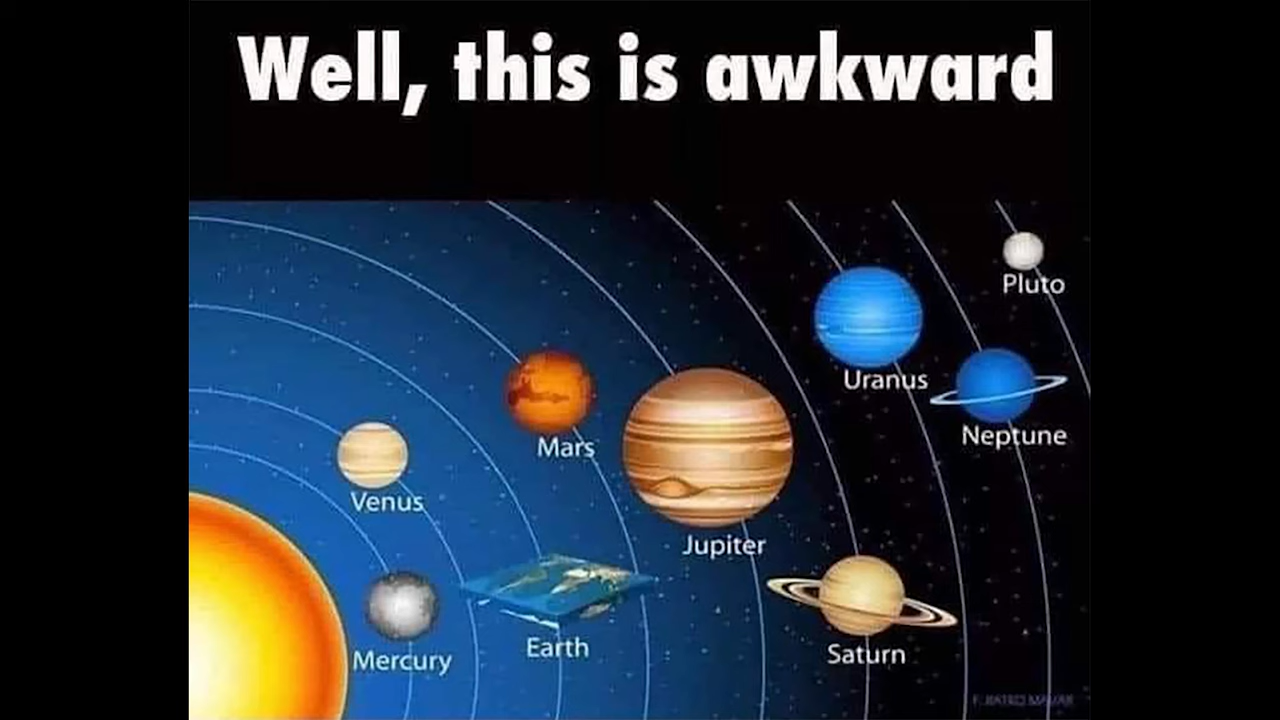 Well, this is awkward
Pluto
Uranus
Neptune
Mars
Venus
Jupiter
Earth
Saturn
Mercury